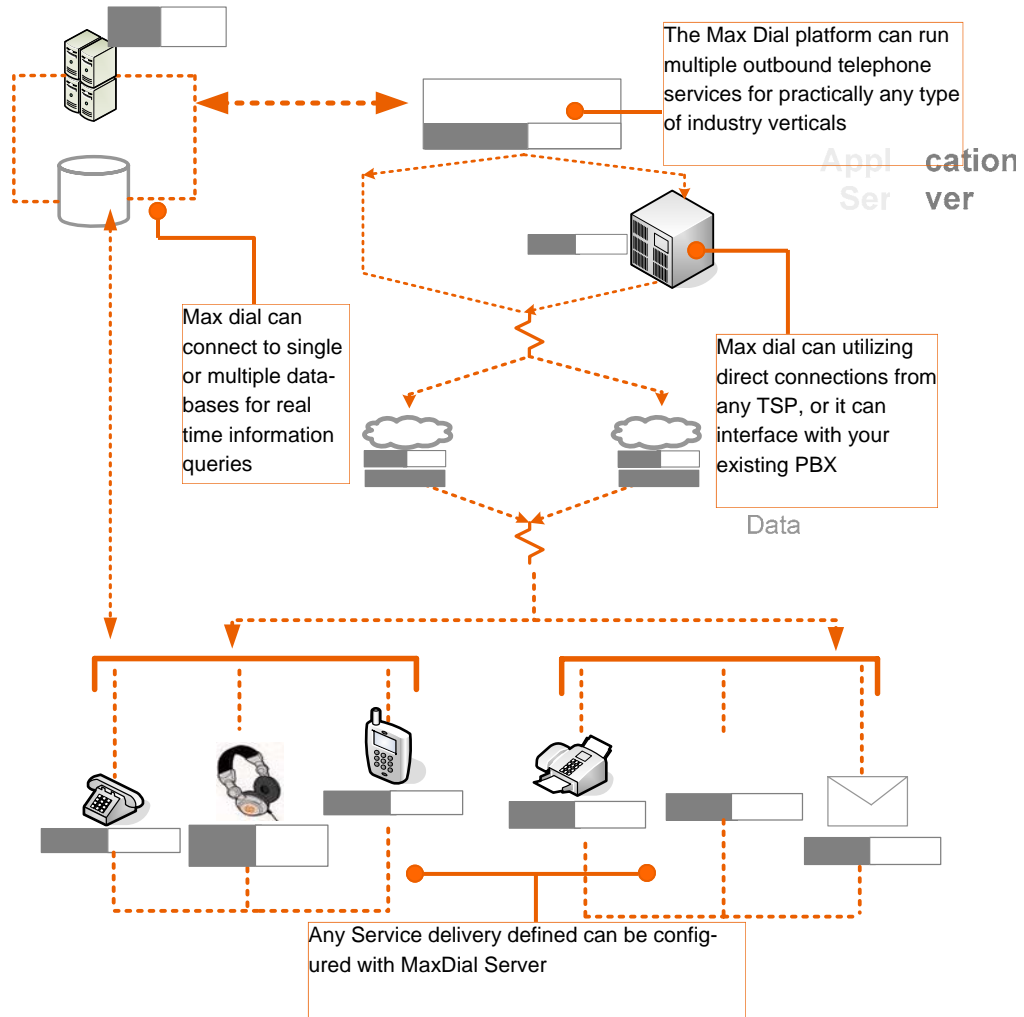 The Max Dial platform can run
multiple outbound telephone
services for practically any type
of industry verticals
Appl cation
Ser ver
Max dial can
connect to single
or multiple data-
bases for real
time information
queries
Max dial can utilizing
direct connections from
any TSP, or it can
interface with your
existing PBX
Data
Any Service delivery defined can be config-
ured with MaxDial Server